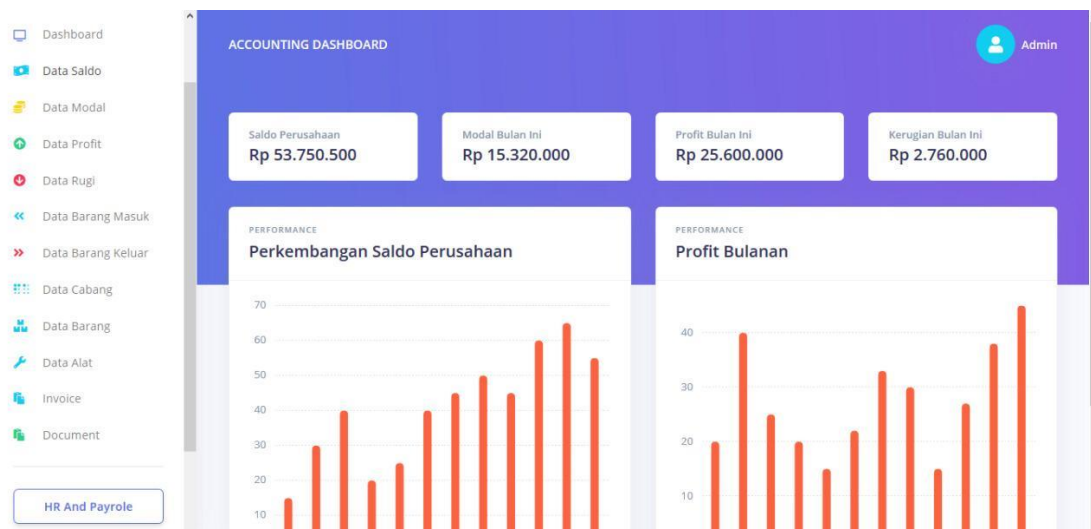 Dashboard
Data Saldo
Data Modal
Data Profit
Data Rugi
Data Barang Masuk
Data Barang Keluar
Data Cabang
Data Barang
Data Alat
Invoice
Document
HR And Payrole
ACCOUNTING DASHBOARD
Admin
Saldo Perusahaan
Rp 53.750.500
Modal Bulan Ini
Rp 15.320.000
Profit Bulan Ini
Rp 25.600.000
Kerugian Bulan Ini
Rp 2.760.000
PERFORMANCE
Perkembangan Saldo Perusahaan
70
60
50
40
30
20
10
PERFORMANCE
Profit Bulanan
40
30
20
10